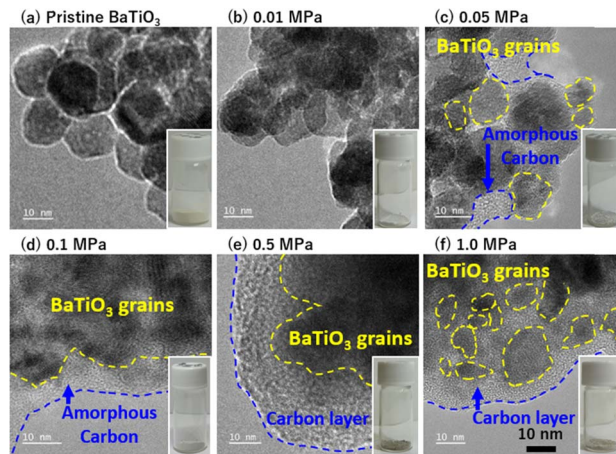 (a) Pristine BaTiO₃
10 nm
(b) 0.01 MPa
10 nm
(c) 0.05 MPa
BaTiO₃ grains
Amorphous
Carbon
10 nm
(d) 0.1 MPa
BaTiO₃ grains
Amorphous
Carbon
10 nm
(e) 0.5 MPa
BaTiO₃ grains
Carbon layer
10 nm
(f) 1.0 MPa
BaTiO₃ grains
Carbon layer
10 nm
10 nm